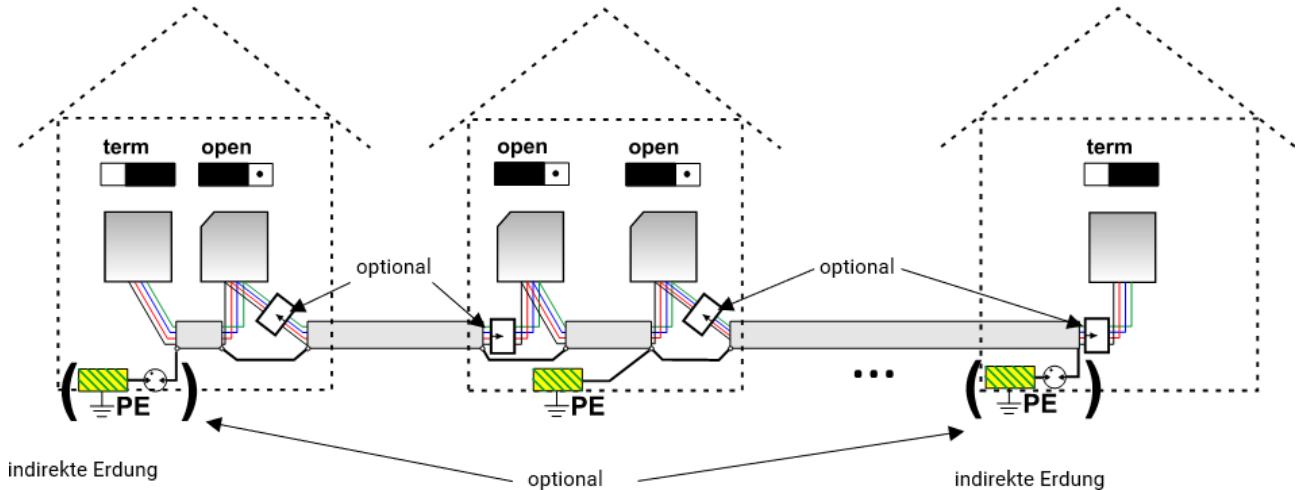 term open
open open
term
optional
optional
PE
PE
PE
indirekte Erdung
optional
indirekte Erdung